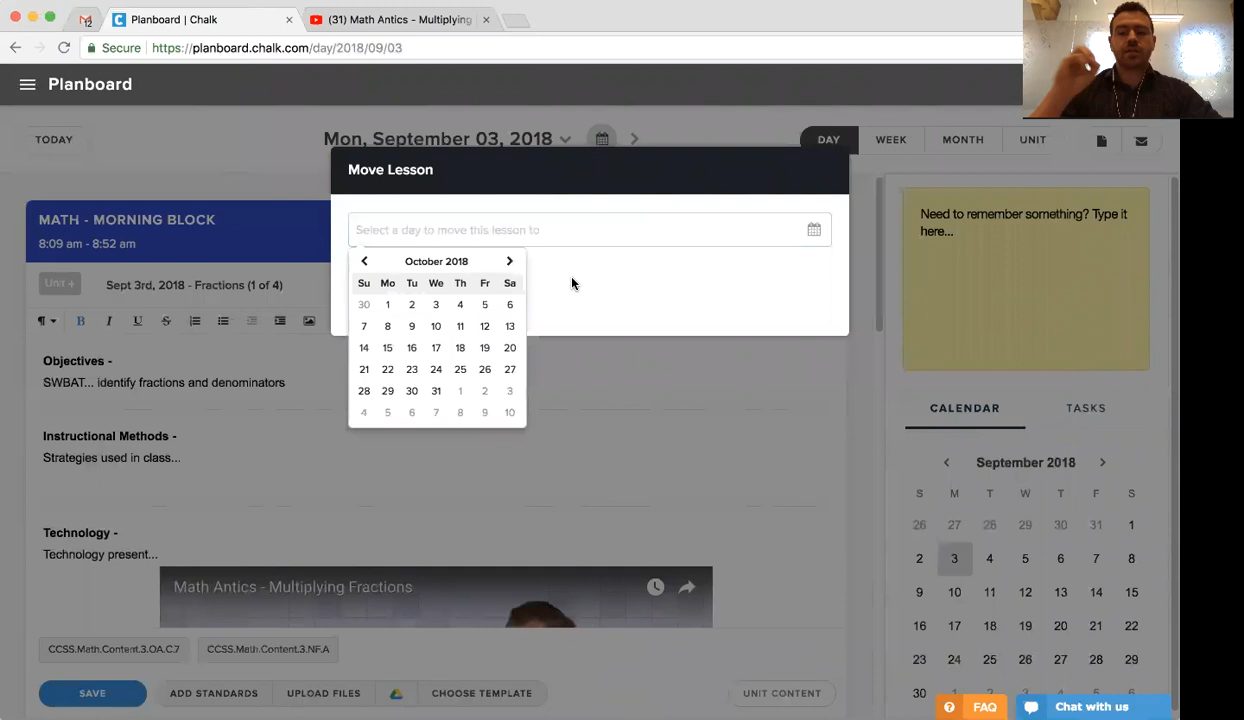 12
Planboard | Chalk
×
(31) Math Antics - Multiplying
×
Secure
https://planboard.chalk.com/day/2018/09/03
Planboard
TODAY
Mon, September 03, 2018
DAY
WEEK
MONTH
UNIT
Move Lesson
Select a day to move this lesson to
October 2018
Su Mo Tu We Th Fr Sa
30 1 2 3 4 5 6
7 8 9 10 11 12 13
14 15 16 17 18 19 20
21 22 23 24 25 26 27
28 29 30 31 1 2 3
4 5 6 7 8 9 10
MATH - MORNING BLOCK
8:09 am - 8:52 am
Unit +
Sept 3rd, 2018 - Fractions (1 of 4)
B I U S
Objectives -
SWBAT... identify fractions and denominators
Instructional Methods -
Strategies used in class...
Technology -
Technology present...
Math Antics - Multiplying Fractions
CCSS.Math.Content.3.OA.C.7
CCSS.Math.Content.3.NF.A
SAVE
ADD STANDARDS
UPLOAD FILES
CHOOSE TEMPLATE
UNIT CONTENT
Need to remember something? Type it
here...
CALENDAR
TASKS
September 2018
S M T W T F S
26 27 28 29 30 31 1
2 3 4 5 6 7 8
9 10 11 12 13 14 15
16 17 18 19 20 21 22
23 24 25 26 27 28 29
30 1
? FAQ
Chat with us